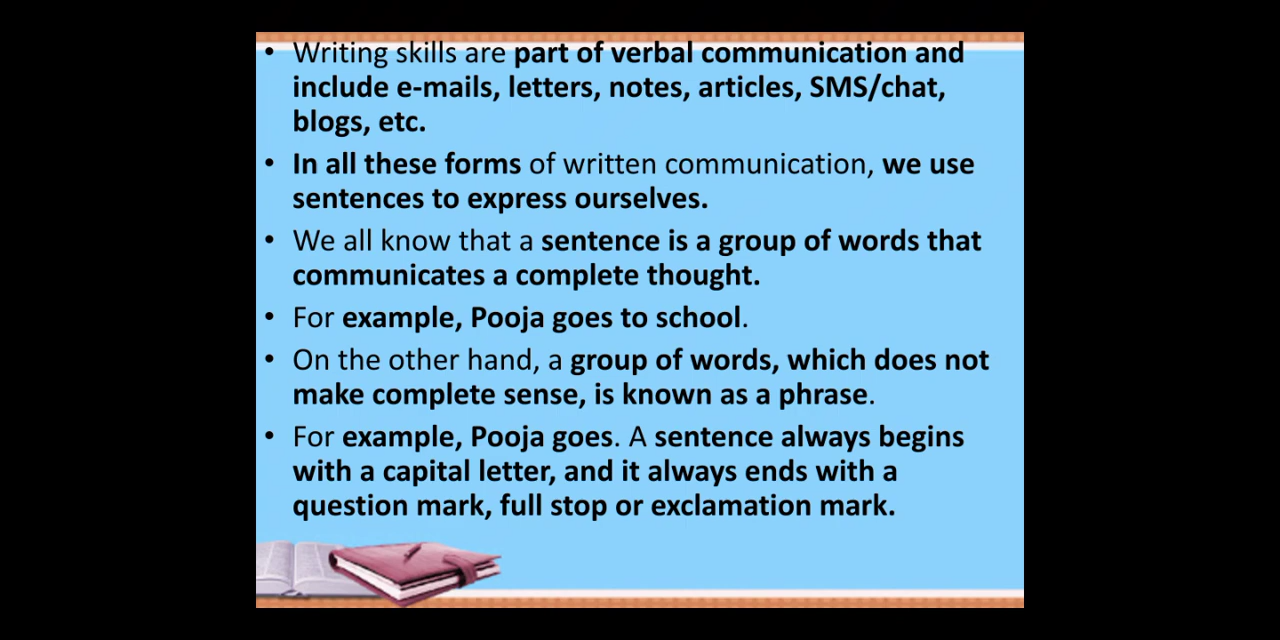 • Writing skills are part of verbal communication and
include e-mails, letters, notes, articles, SMS/chat,
blogs, etc.
• In all these forms of written communication, we use
sentences to express ourselves.
• We all know that a sentence is a group of words that
communicates a complete thought.
• For example, Pooja goes to school.
• On the other hand, a group of words, which does not
make complete sense, is known as a phrase.
• For example, Pooja goes. A sentence always begins
with a capital letter, and it always ends with a
question mark, full stop or exclamation mark.